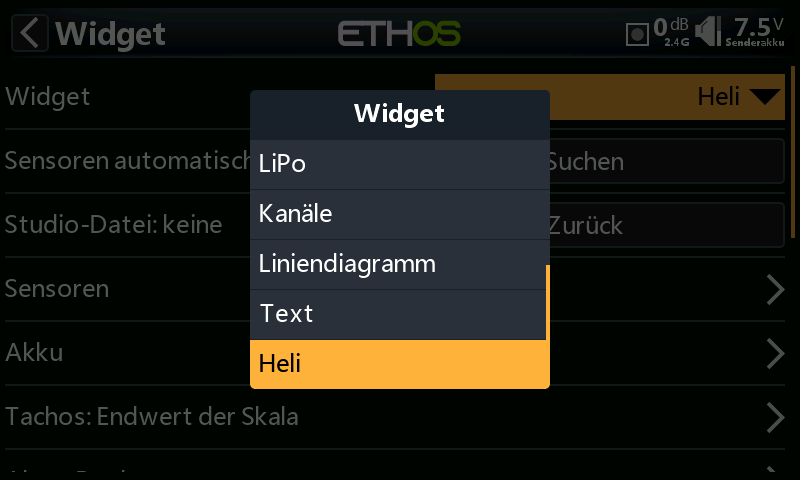 Widget
ETHOS
0dB
2.4G
7.5V
Senderakku
Widget
Heli
Widget
Sensoren automatisch
Suchen
LiPo
Kanäle
Studio-Datei: keine
Zurück
Liniendiagramm
Sensoren
Text
Akku
Heli
Tachos: Endwert der Skala